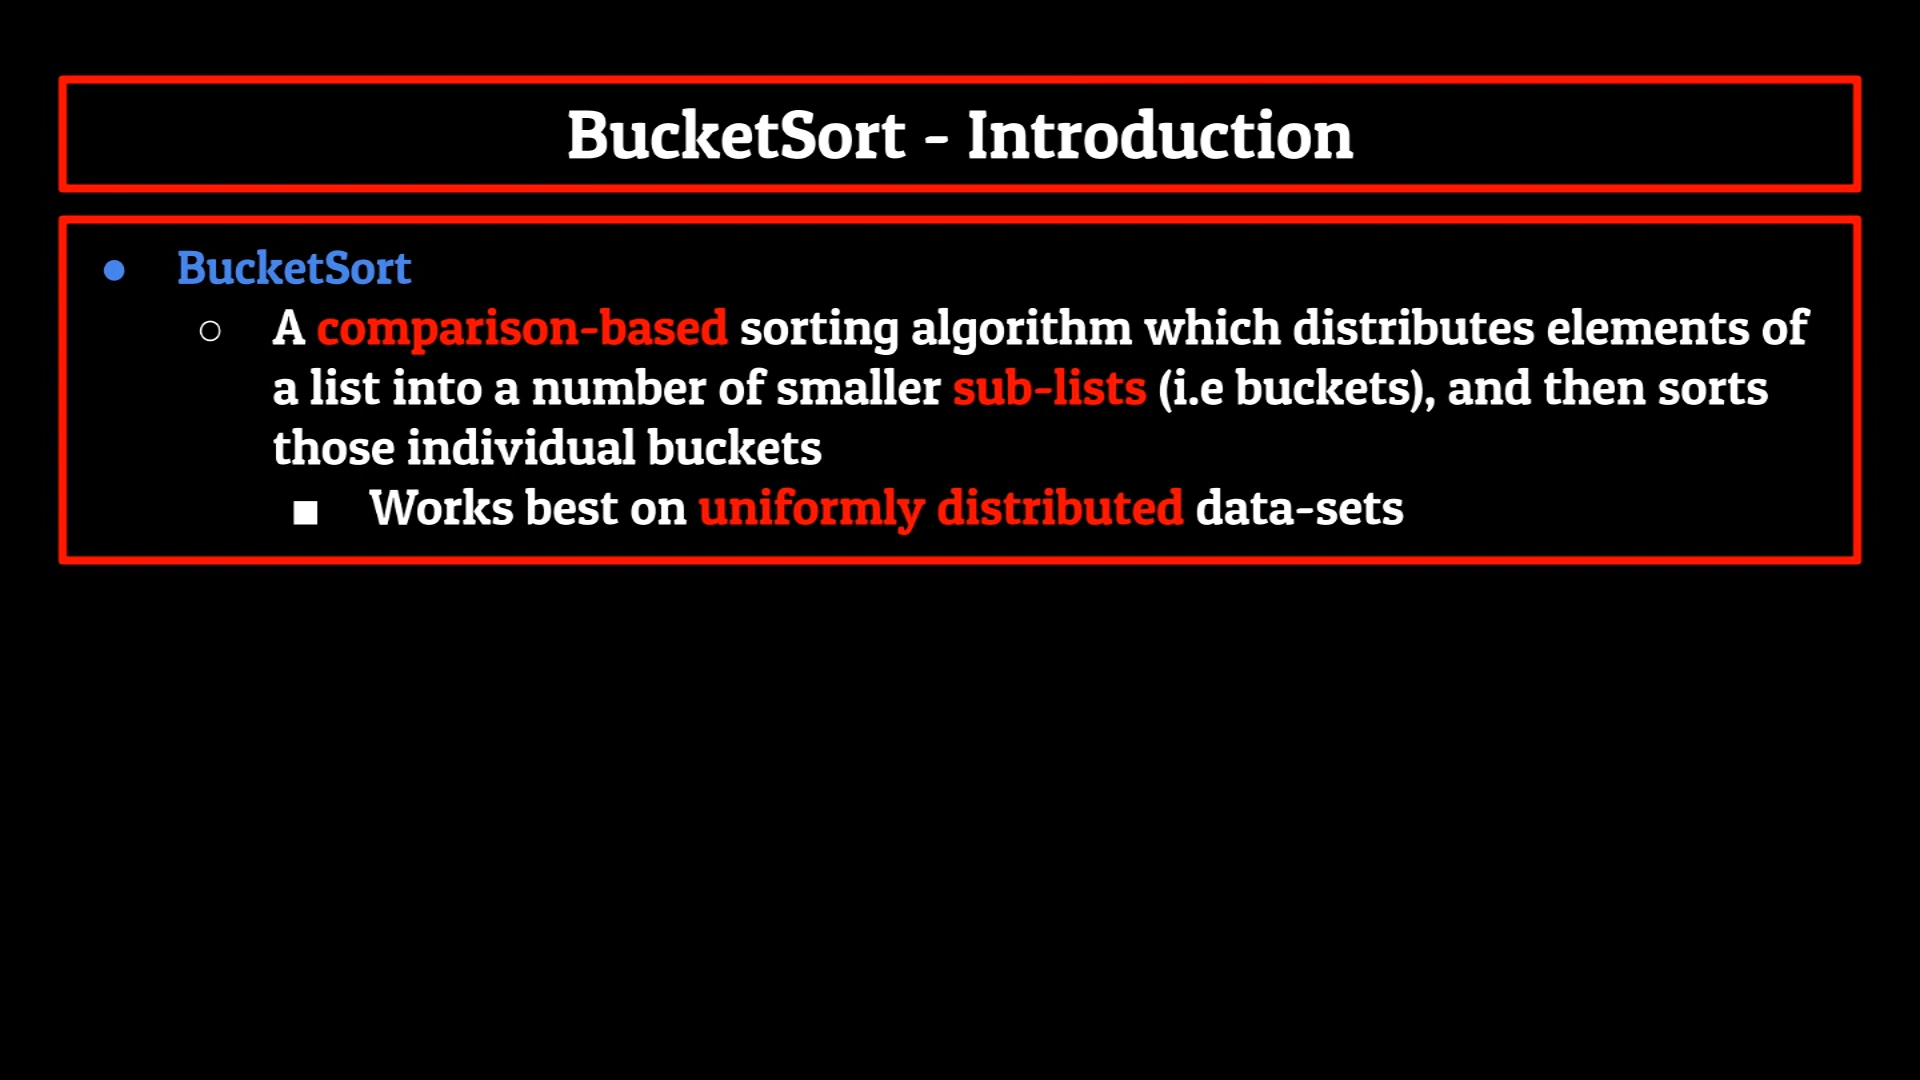 BucketSort - Introduction
● BucketSort
○ A comparison-based sorting algorithm which distributes elements of
a list into a number of smaller sub-lists (i.e buckets), and then sorts
those individual buckets
■ Works best on uniformly distributed data-sets